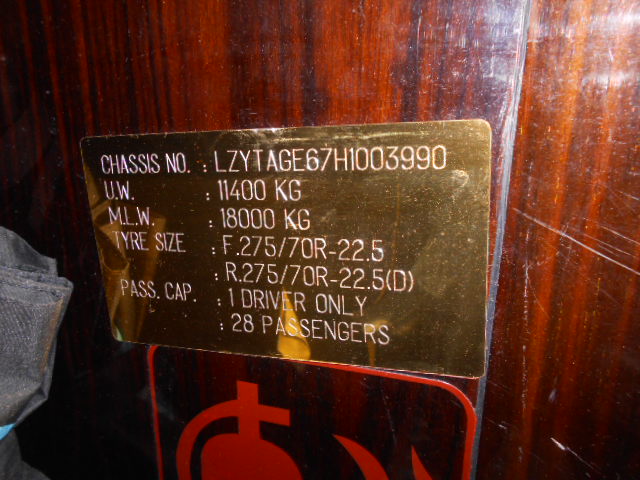 CHASSIS NO. : LZYTAGE67H1003990
U.W. : 11400 KG
M.L.W. : 18000 KG
TYRE SIZE : F.275/70R-22.5
: R.275/70R-22.5(D)
PASS. CAP. : 1 DRIVER ONLY
: 28 PASSENGERS